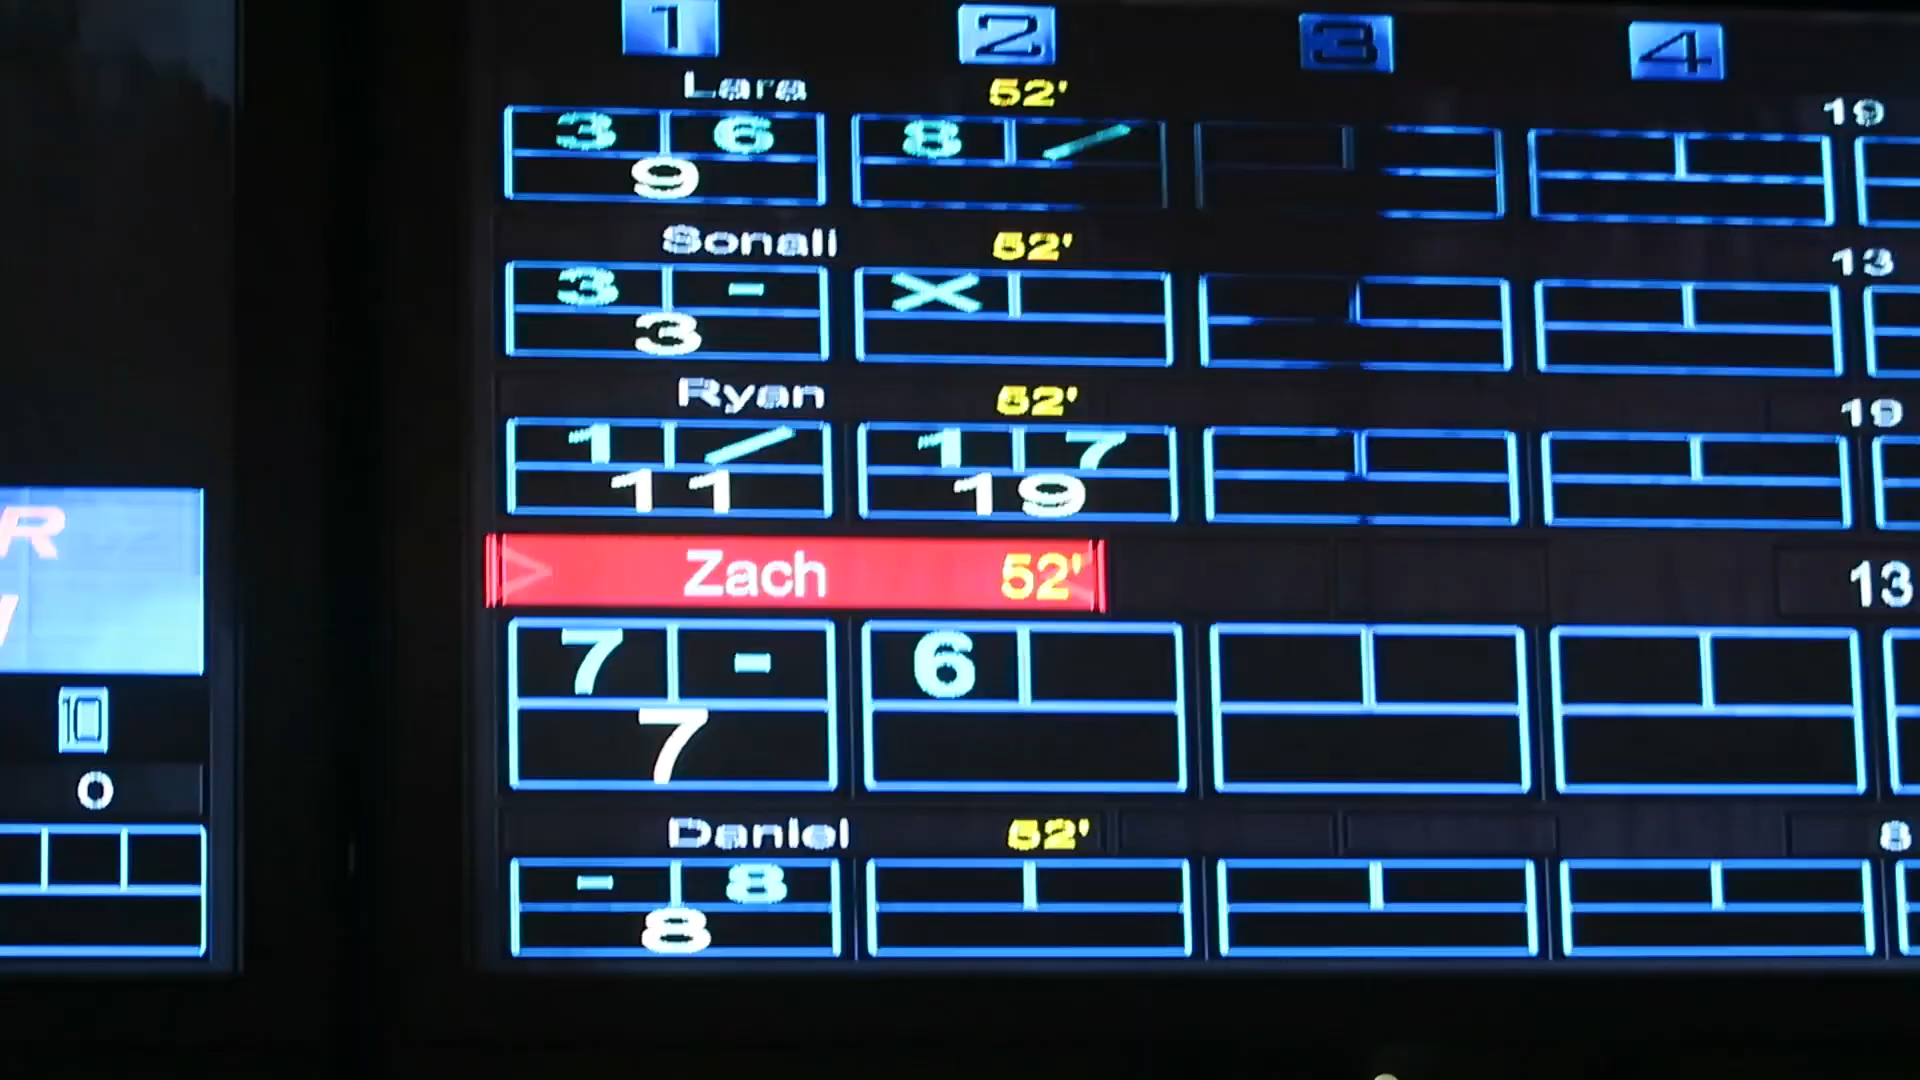 1 2 3 4
Lara 52' 19
3 6 8 /
9
Sonali 52' 13
3 - X
3
Ryan 52' 19
1 / 1 7
11 19
Zach 52' 13
7 - 6
7
Daniel 52' 8
- 8
8
R
10
0